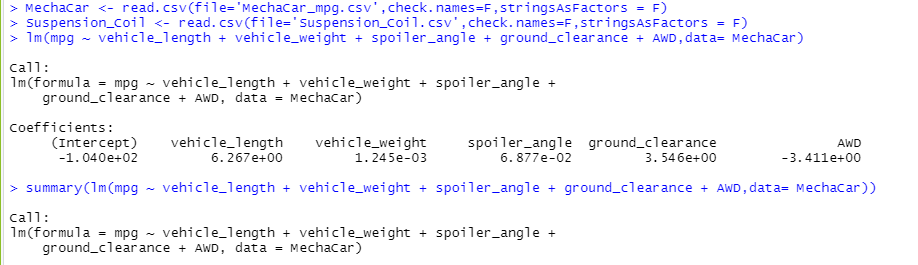 > MechaCar <- read.csv(file='MechaCar_mpg.csv',check.names=F,stringsAsFactors = F)
> Suspension_Coil <- read.csv(file='Suspension_Coil.csv',check.names=F,stringsAsFactors = F)
> lm(mpg ~ vehicle_length + vehicle_weight + spoiler_angle + ground_clearance + AWD,data= MechaCar)
Call:
lm(formula = mpg ~ vehicle_length + vehicle_weight + spoiler_angle +
    ground_clearance + AWD, data = MechaCar)
Coefficients:
     (Intercept)    vehicle_length    vehicle_weight     spoiler_angle  ground_clearance               AWD
      -1.040e+02         6.267e+00         1.245e-03         6.877e-02         3.546e+00        -3.411e+00
> summary(lm(mpg ~ vehicle_length + vehicle_weight + spoiler_angle + ground_clearance + AWD,data= MechaCar))
Call:
lm(formula = mpg ~ vehicle_length + vehicle_weight + spoiler_angle +
    ground_clearance + AWD, data = MechaCar)